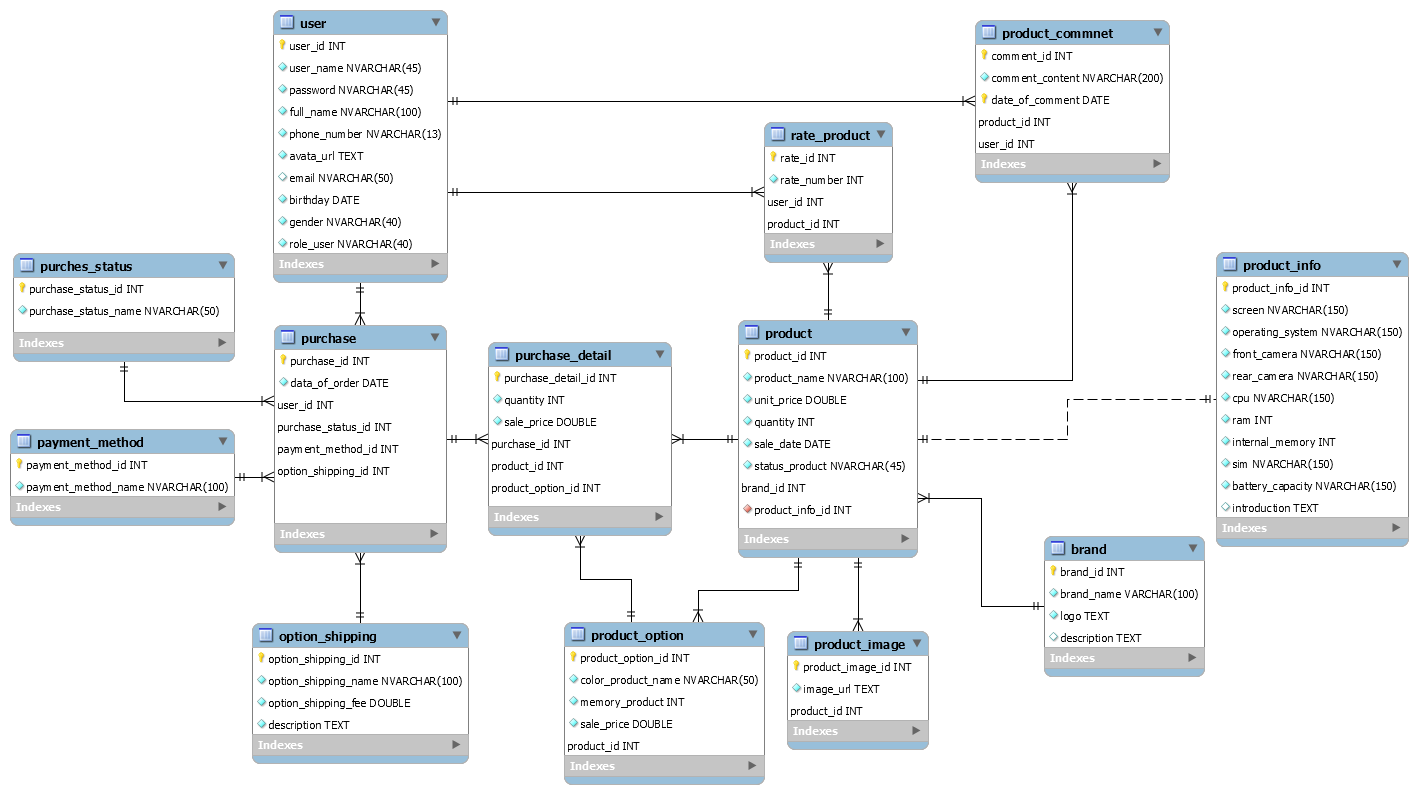 user
user_id INT
user_name NVARCHAR(45)
password NVARCHAR(45)
full_name NVARCHAR(100)
phone_number NVARCHAR(13)
avata_url TEXT
email NVARCHAR(50)
birthday DATE
gender NVARCHAR(40)
role_user NVARCHAR(40)
Indexes
product_commnet
comment_id INT
comment_content NVARCHAR(200)
date_of_comment DATE
product_id INT
user_id INT
Indexes
rate_product
rate_id INT
rate_number INT
user_id INT
product_id INT
Indexes
purches_status
purchase_status_id INT
purchase_status_name NVARCHAR(50)
Indexes
product_info
product_info_id INT
screen NVARCHAR(150)
operating_system NVARCHAR(150)
front_camera NVARCHAR(150)
rear_camera NVARCHAR(150)
cpu NVARCHAR(150)
ram INT
internal_memory INT
sim NVARCHAR(150)
battery_capacity NVARCHAR(150)
introduction TEXT
Indexes
purchase
purchase_id INT
data_of_order DATE
user_id INT
purchase_status_id INT
payment_method_id INT
option_shipping_id INT
Indexes
purchase_detail
purchase_detail_id INT
quantity INT
sale_price DOUBLE
purchase_id INT
product_id INT
product_option_id INT
Indexes
product
product_id INT
product_name NVARCHAR(100)
unit_price DOUBLE
quantity INT
sale_date DATE
status_product NVARCHAR(45)
brand_id INT
product_info_id INT
Indexes
payment_method
payment_method_id INT
payment_method_name NVARCHAR(100)
Indexes
brand
brand_id INT
brand_name VARCHAR(100)
logo TEXT
description TEXT
Indexes
option_shipping
option_shipping_id INT
option_shipping_name NVARCHAR(100)
option_shipping_fee DOUBLE
description TEXT
Indexes
product_option
product_option_id INT
color_product_name NVARCHAR(50)
memory_product INT
sale_price DOUBLE
product_id INT
Indexes
product_image
product_image_id INT
image_url TEXT
product_id INT
Indexes